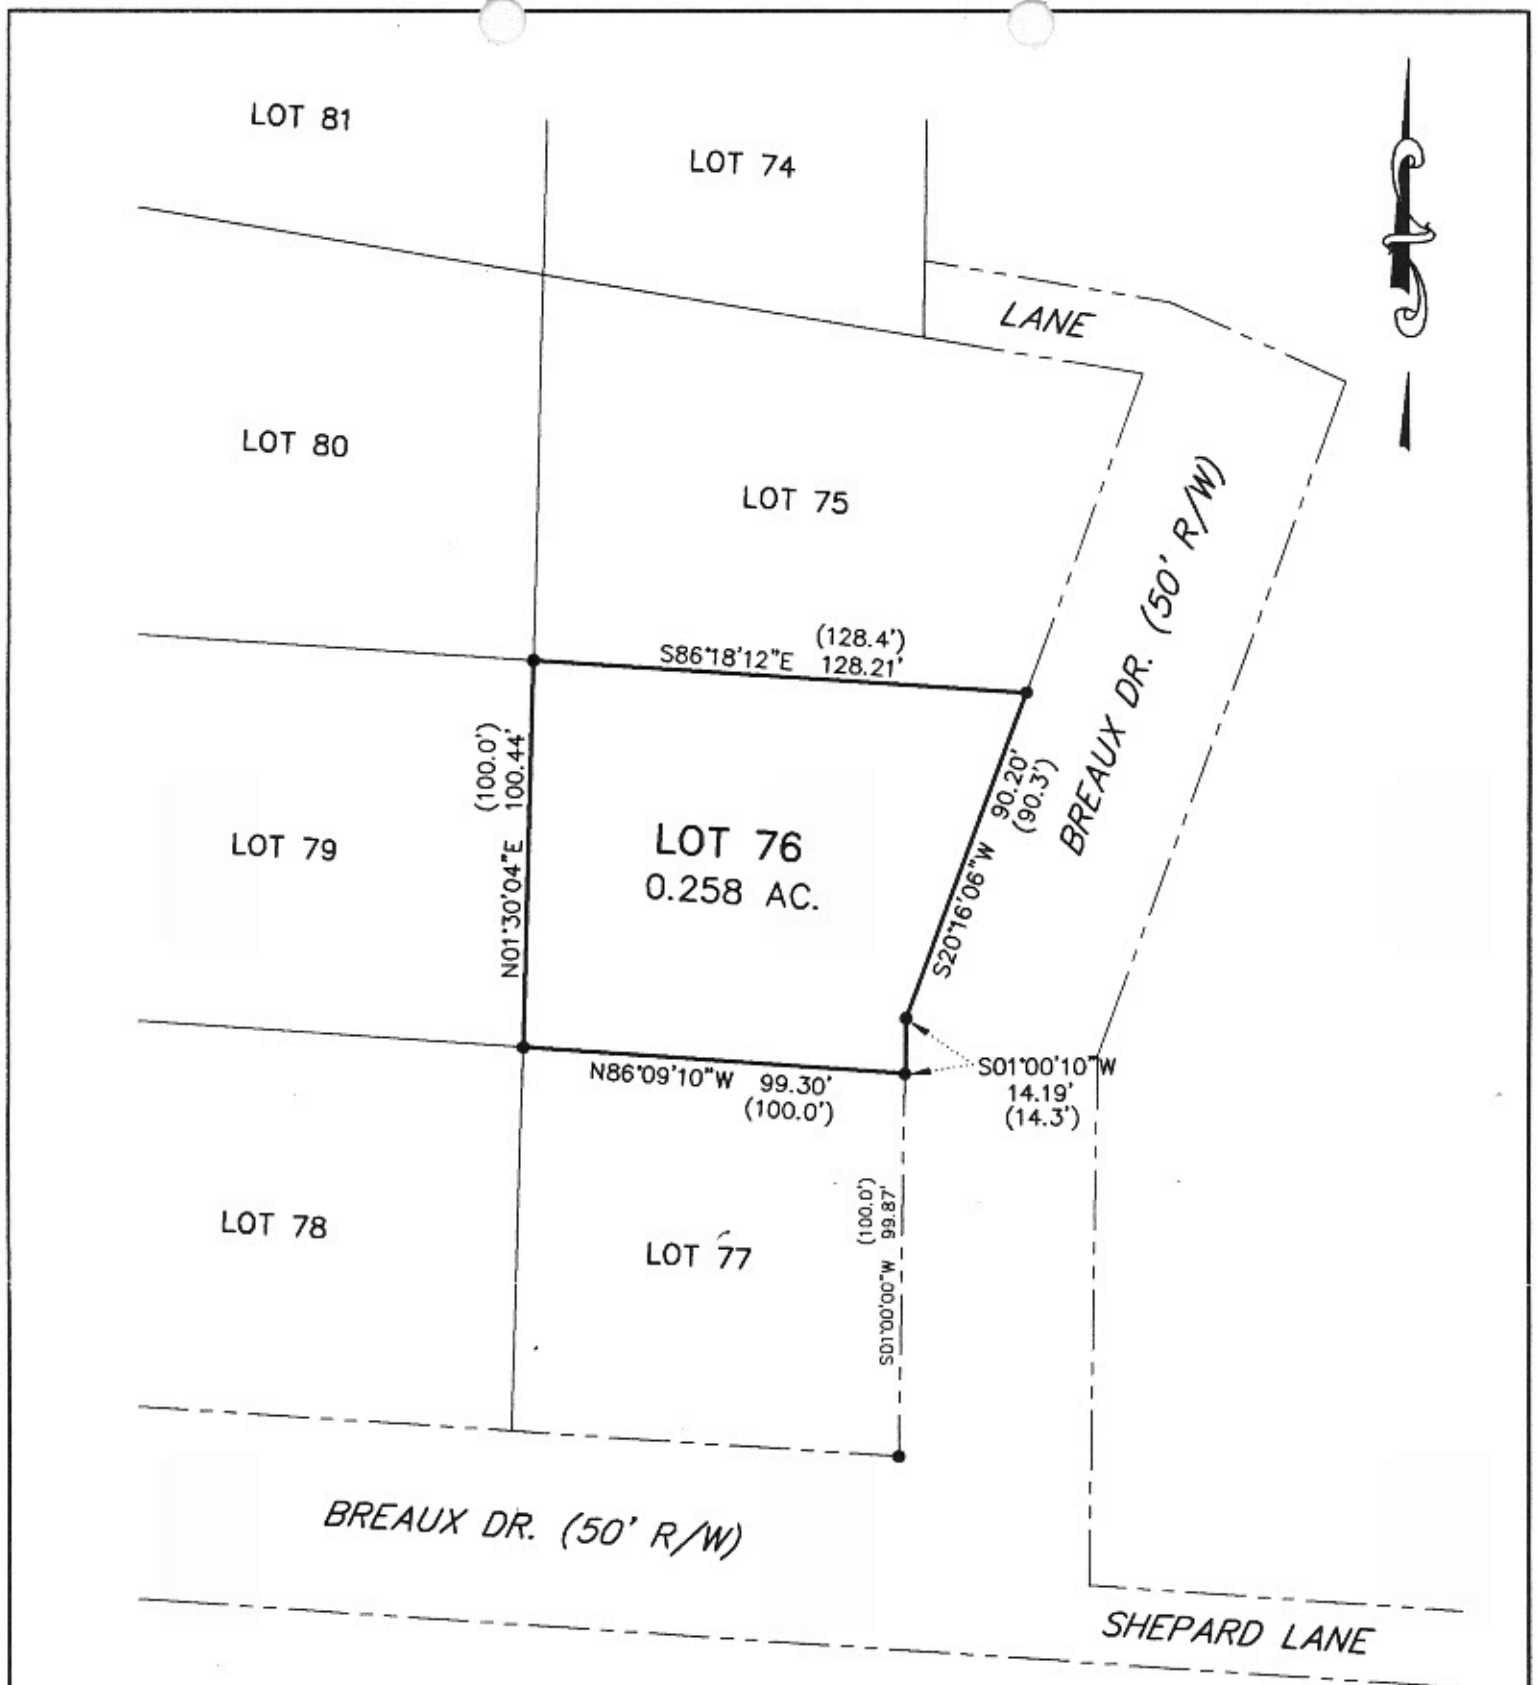 LOT 81
LOT 74
LANE
LOT 80
LOT 75
BREAUX DR. (50' R/W)
(128.4')
S86°18'12"E 128.21'
(100.0')
N01°30'04"E 100.44'
90.20'
(90.3')
S20°16'06"W
LOT 79
LOT 76
0.258 AC.
S01°00'10"W
14.19'
(14.3')
N86°09'10"W 99.30'
(100.0')
(100.0')
S01°00'00"W 99.87'
LOT 78
LOT 77
BREAUX DR. (50' R/W)
SHEPARD LANE